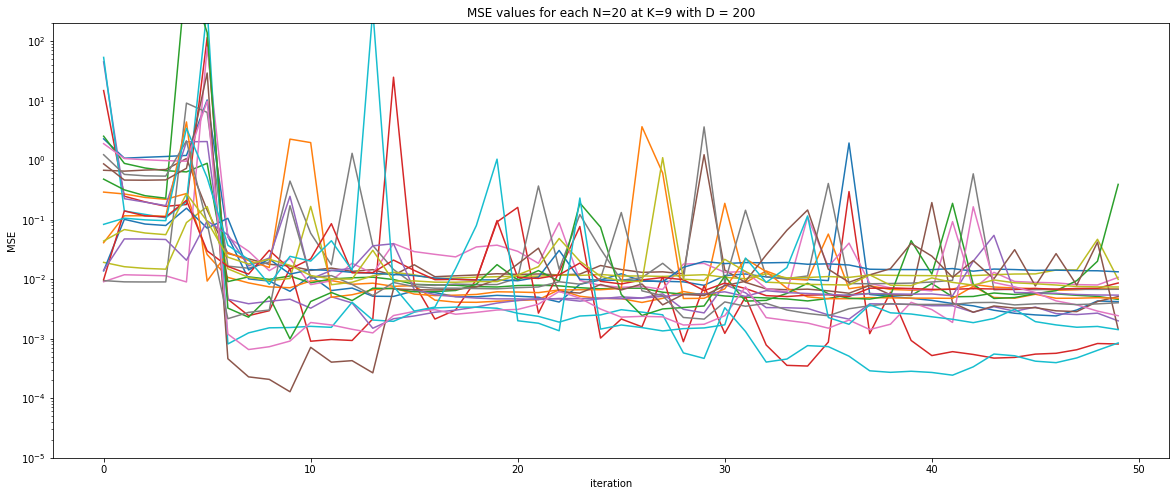 MSE values for each N=20 at K=9 with D = 200
10²
10¹
10⁰
10⁻¹
10⁻²
10⁻³
10⁻⁴
10⁻⁵
MSE
0 10 20 30 40 50
iteration